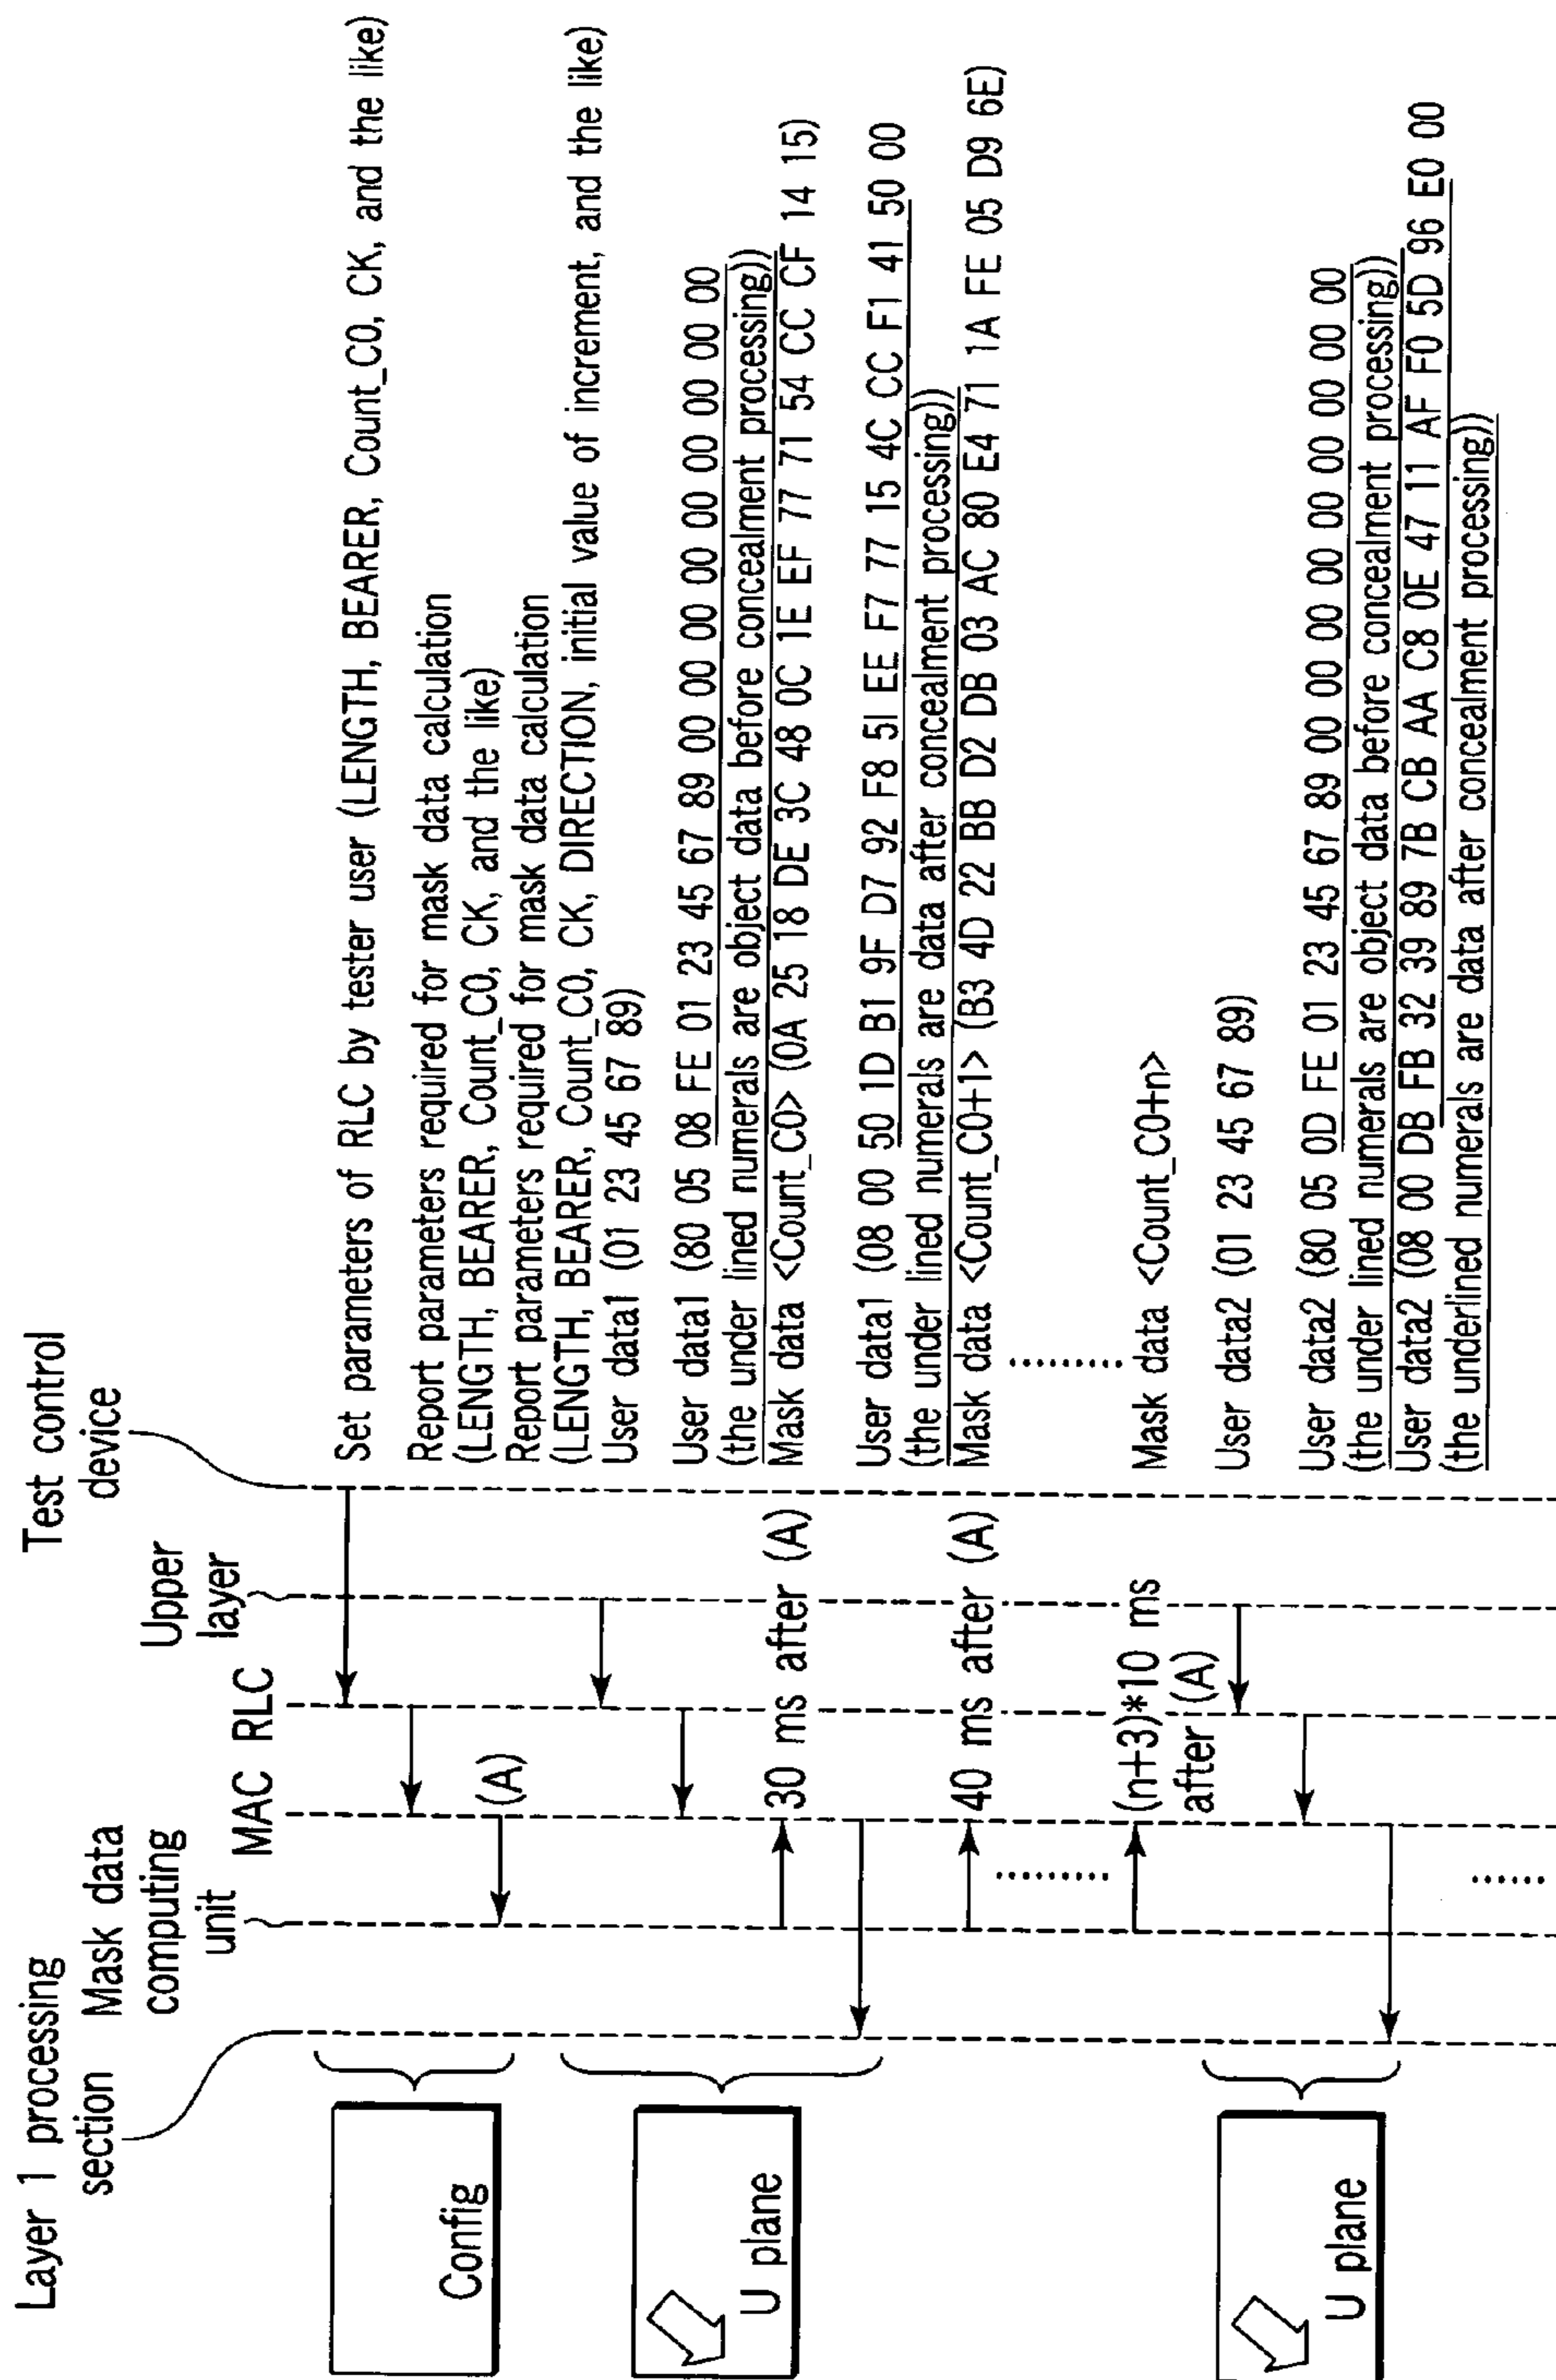 Layer 1 processing
section
Mask data
computing
unit
MAC
RLC
Upper
layer
Test control
device
Config
Set parameters of RLC by tester user (LENGTH, BEARER, Count_C0, CK, and the like)
Report parameters required for mask data calculation
(LENGTH, BEARER, Count_C0, CK, and the like)
(A)
Report parameters required for mask data calculation
(LENGTH, BEARER, Count_C0, CK, DIRECTION, initial value of increment, and the like)
U plane
User data1 (01 23 45 67 89)
User data1 (80 05 08 FE 01 23 45 67 89 00 00 00 00 00 00 00 00 00 00
(the under lined numerals are object data before concealment processing))
30 ms after (A)
Mask data <Count_C0> (0A 25 18 DE 3C 48 0C 1E EF 77 71 54 CC CF 14 15)
User data1 (08 00 50 1D B1 9F D7 92 F8 5I EE F7 77 15 4C CC F1 41 50 00
(the under lined numerals are data after concealment processing))
40 ms after (A)
Mask data <Count_C0+1> (B3 4D 22 BB D2 DB 03 AC 80 E4 71 1A FE 05 D9 6E)
(n+3)*10 ms
after (A)
Mask data <Count_C0+n>
U plane
User data2 (01 23 45 67 89)
User data2 (80 05 0D FE 01 23 45 67 89 00 00 00 00 00 00 00 00 00 00
(the under lined numerals are object data before concealment processing))
User data2 (08 00 DB FB 32 39 89 7B CB AA C8 0E 47 11 AF F0 5D 96 E0 00
(the underlined numerals are data after concealment processing))